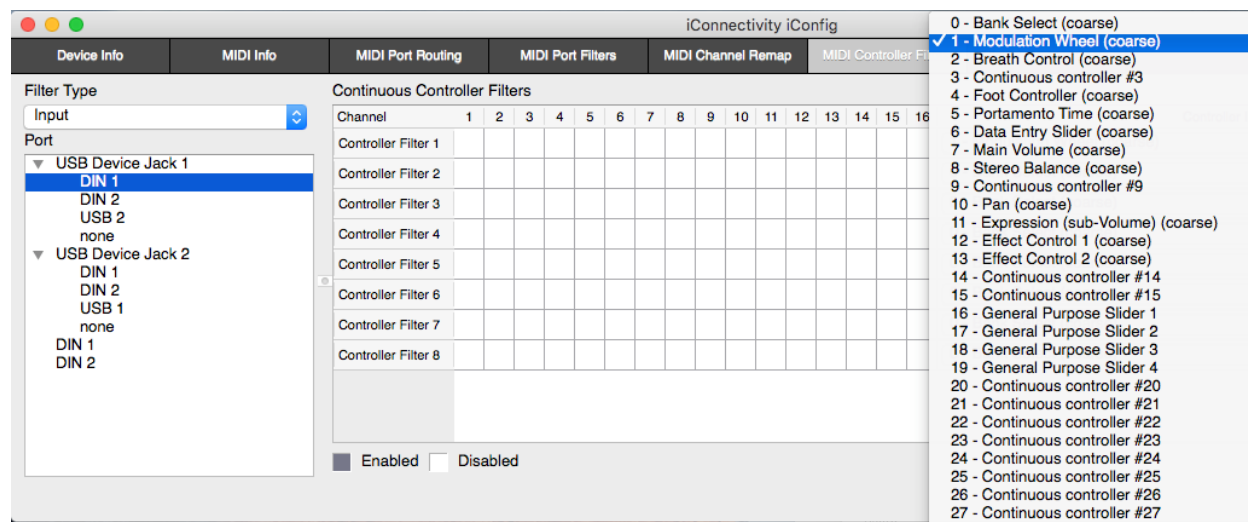 iConnectivity iConfig
Device Info MIDI Info MIDI Port Routing MIDI Port Filters MIDI Channel Remap MIDI Controller
Filter Type
Input
Port
USB Device Jack 1
DIN 1
DIN 2
USB 2
none
USB Device Jack 2
DIN 1
DIN 2
USB 1
none
DIN 1
DIN 2
Continuous Controller Filters
Channel 1 2 3 4 5 6 7 8 9 10 11 12 13 14 15 16
Controller Filter 1
Controller Filter 2
Controller Filter 3
Controller Filter 4
Controller Filter 5
Controller Filter 6
Controller Filter 7
Controller Filter 8
Enabled Disabled
0 - Bank Select (coarse)
✓ 1 - Modulation Wheel (coarse)
2 - Breath Control (coarse)
3 - Continuous controller #3
4 - Foot Controller (coarse)
5 - Portamento Time (coarse)
6 - Data Entry Slider (coarse)
7 - Main Volume (coarse)
8 - Stereo Balance (coarse)
9 - Continuous controller #9
10 - Pan (coarse)
11 - Expression (sub-Volume) (coarse)
12 - Effect Control 1 (coarse)
13 - Effect Control 2 (coarse)
14 - Continuous controller #14
15 - Continuous controller #15
16 - General Purpose Slider 1
17 - General Purpose Slider 2
18 - General Purpose Slider 3
19 - General Purpose Slider 4
20 - Continuous controller #20
21 - Continuous controller #21
22 - Continuous controller #22
23 - Continuous controller #23
24 - Continuous controller #24
25 - Continuous controller #25
26 - Continuous controller #26
27 - Continuous controller #27